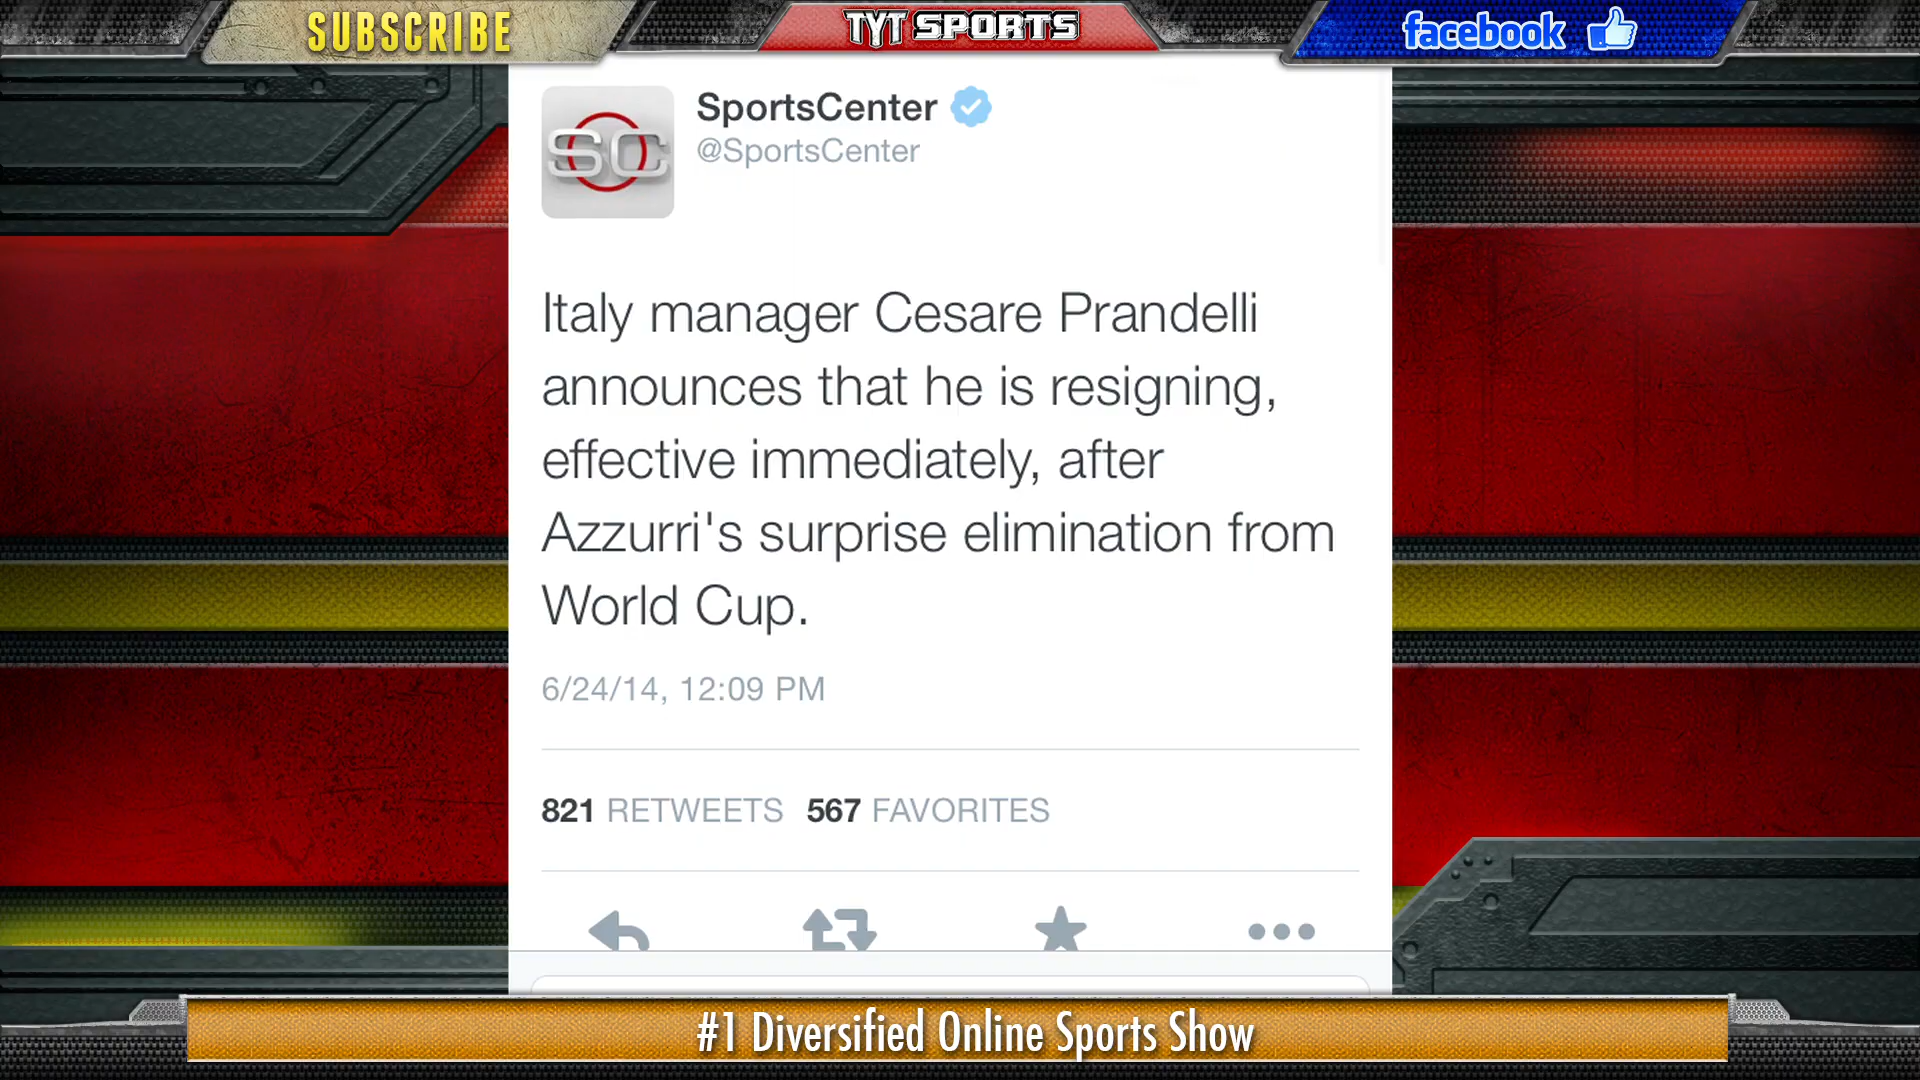 SUBSCRIBE
TYT SPORTS
facebook
SC
SportsCenter
@SportsCenter
Italy manager Cesare Prandelli
announces that he is resigning,
effective immediately, after
Azzurri's surprise elimination from
World Cup.
6/24/14, 12:09 PM
821 RETWEETS 567 FAVORITES
#1 Diversified Online Sports Show